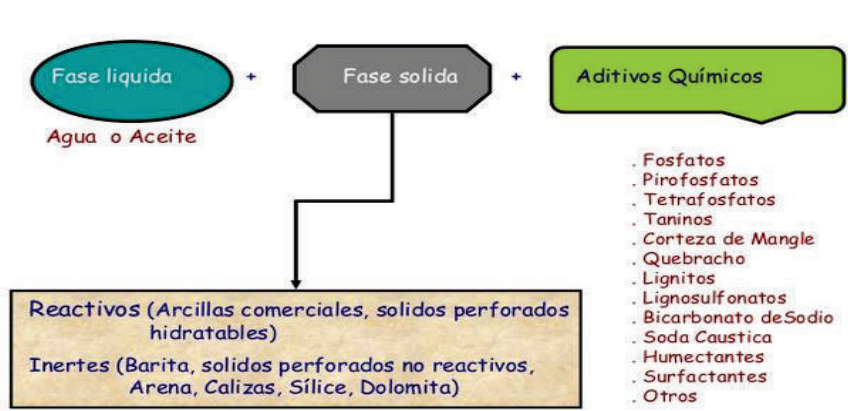 Fase liquida + Fase solida + Aditivos Químicos
Agua o Aceite
. Fosfatos
. Pirofosfatos
. Tetrafosfatos
. Taninos
. Corteza de Mangle
. Quebracho
. Lignitos
. Lignosulfonatos
. Bicarbonato deSodio
. Soda Caustica
. Humectantes
. Surfactantes
. Otros
Reactivos (Arcillas comerciales, solidos perforados
hidratables)
Inertes (Barita, solidos perforados no reactivos,
Arena, Calizas, Sílice, Dolomita)